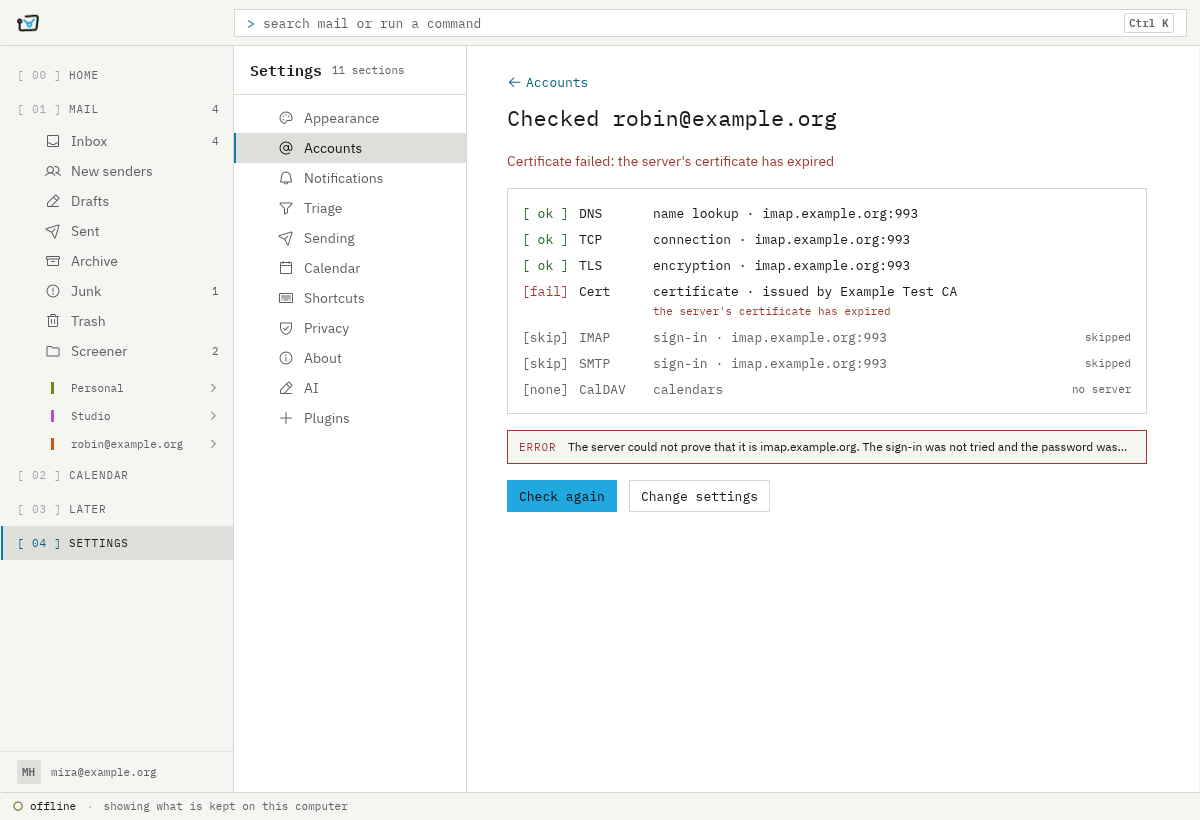 > search mail or run a command Ctrl K
[ 00 ] HOME
[ 01 ] MAIL 4
Inbox 4
New senders
Drafts
Sent
Archive
Junk 1
Trash
Screener 2
Personal
Studio
robin@example.org
[ 02 ] CALENDAR
[ 03 ] LATER
[ 04 ] SETTINGS
MH mira@example.org
Settings 11 sections
Appearance
Accounts
Notifications
Triage
Sending
Calendar
Shortcuts
Privacy
About
AI
Plugins
← Accounts
Checked robin@example.org
Certificate failed: the server's certificate has expired
[ ok ] DNS name lookup · imap.example.org:993
[ ok ] TCP connection · imap.example.org:993
[ ok ] TLS encryption · imap.example.org:993
[fail] Cert certificate · issued by Example Test CA
the server's certificate has expired
[skip] IMAP sign-in · imap.example.org:993 skipped
[skip] SMTP sign-in · imap.example.org:993 skipped
[none] CalDAV calendars no server
ERROR The server could not prove that it is imap.example.org. The sign-in was not tried and the password was...
Check again Change settings
offline · showing what is kept on this computer